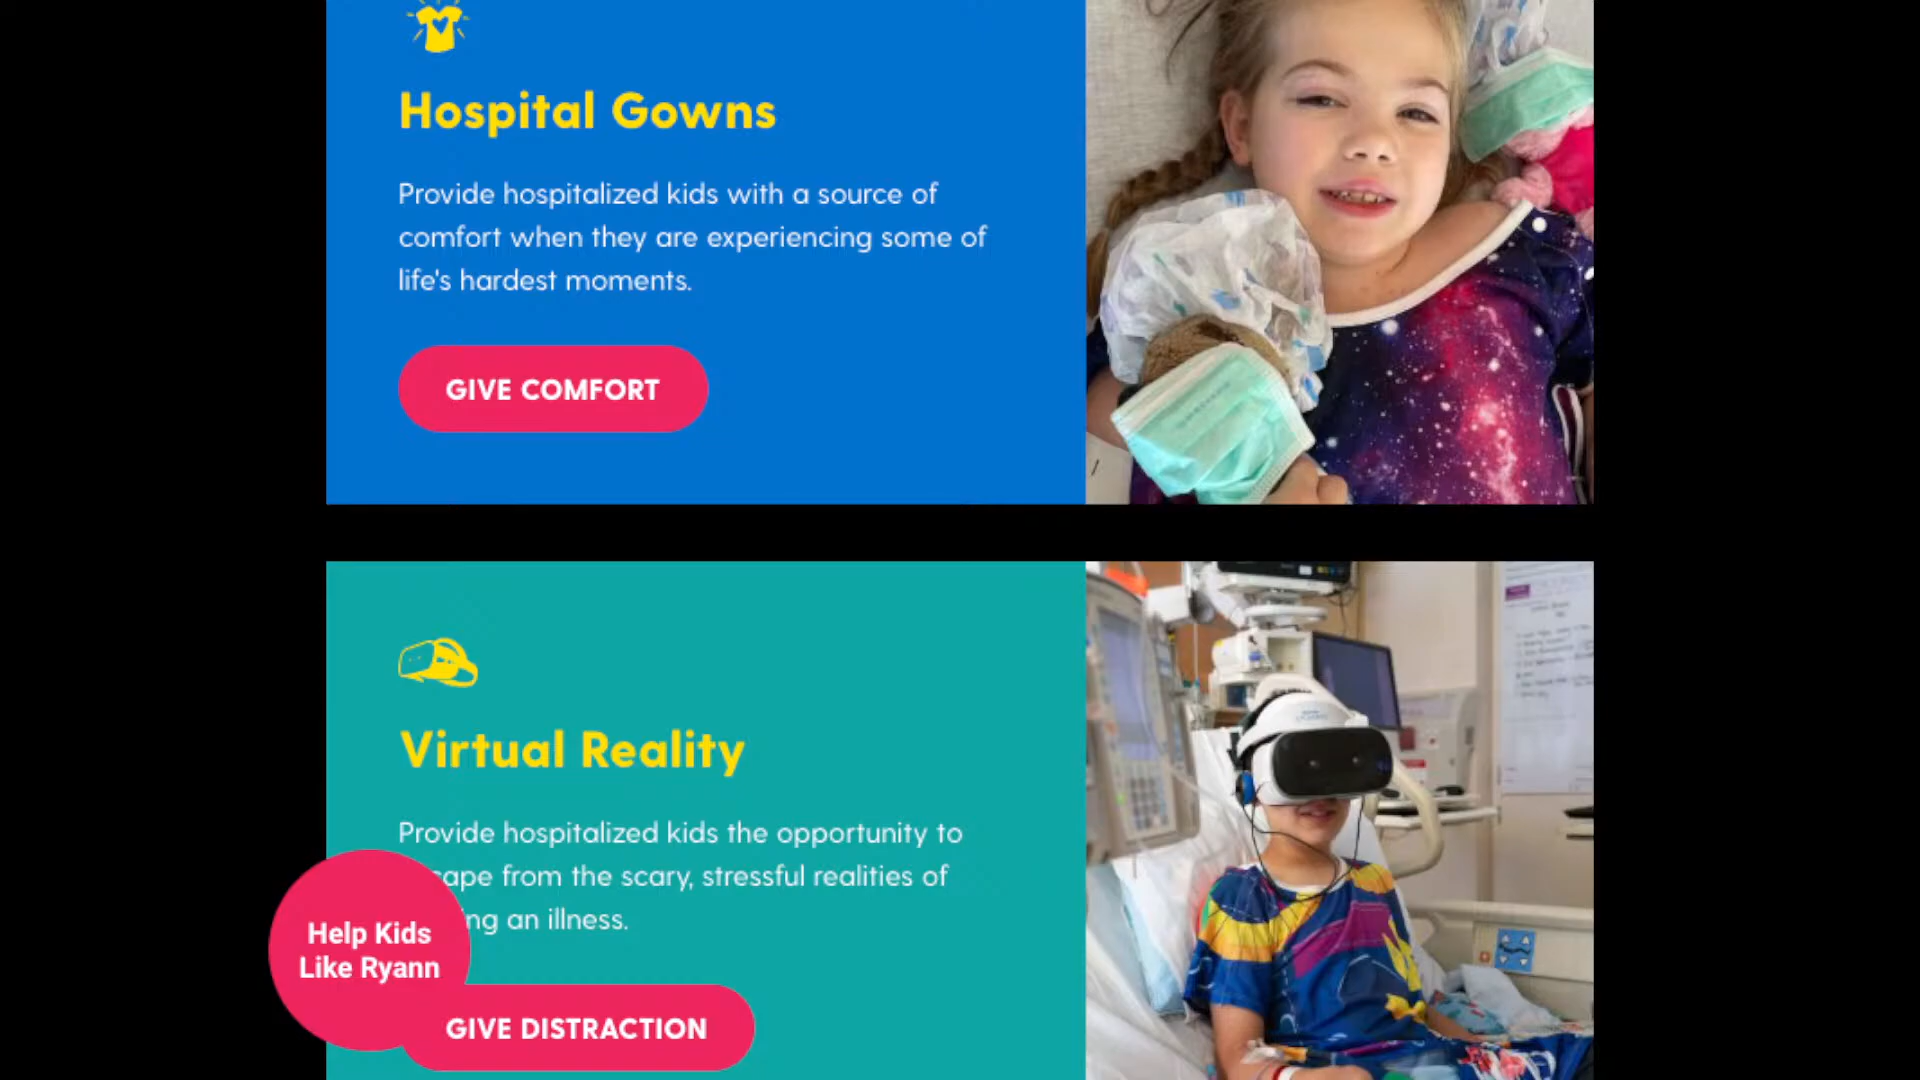 Hospital Gowns
Provide hospitalized kids with a source of
comfort when they are experiencing some of
life's hardest moments.
GIVE COMFORT
Virtual Reality
Provide hospitalized kids the opportunity to
from the scary, stressful realities of
an illness.
Help Kids
Like Ryann
GIVE DISTRACTION